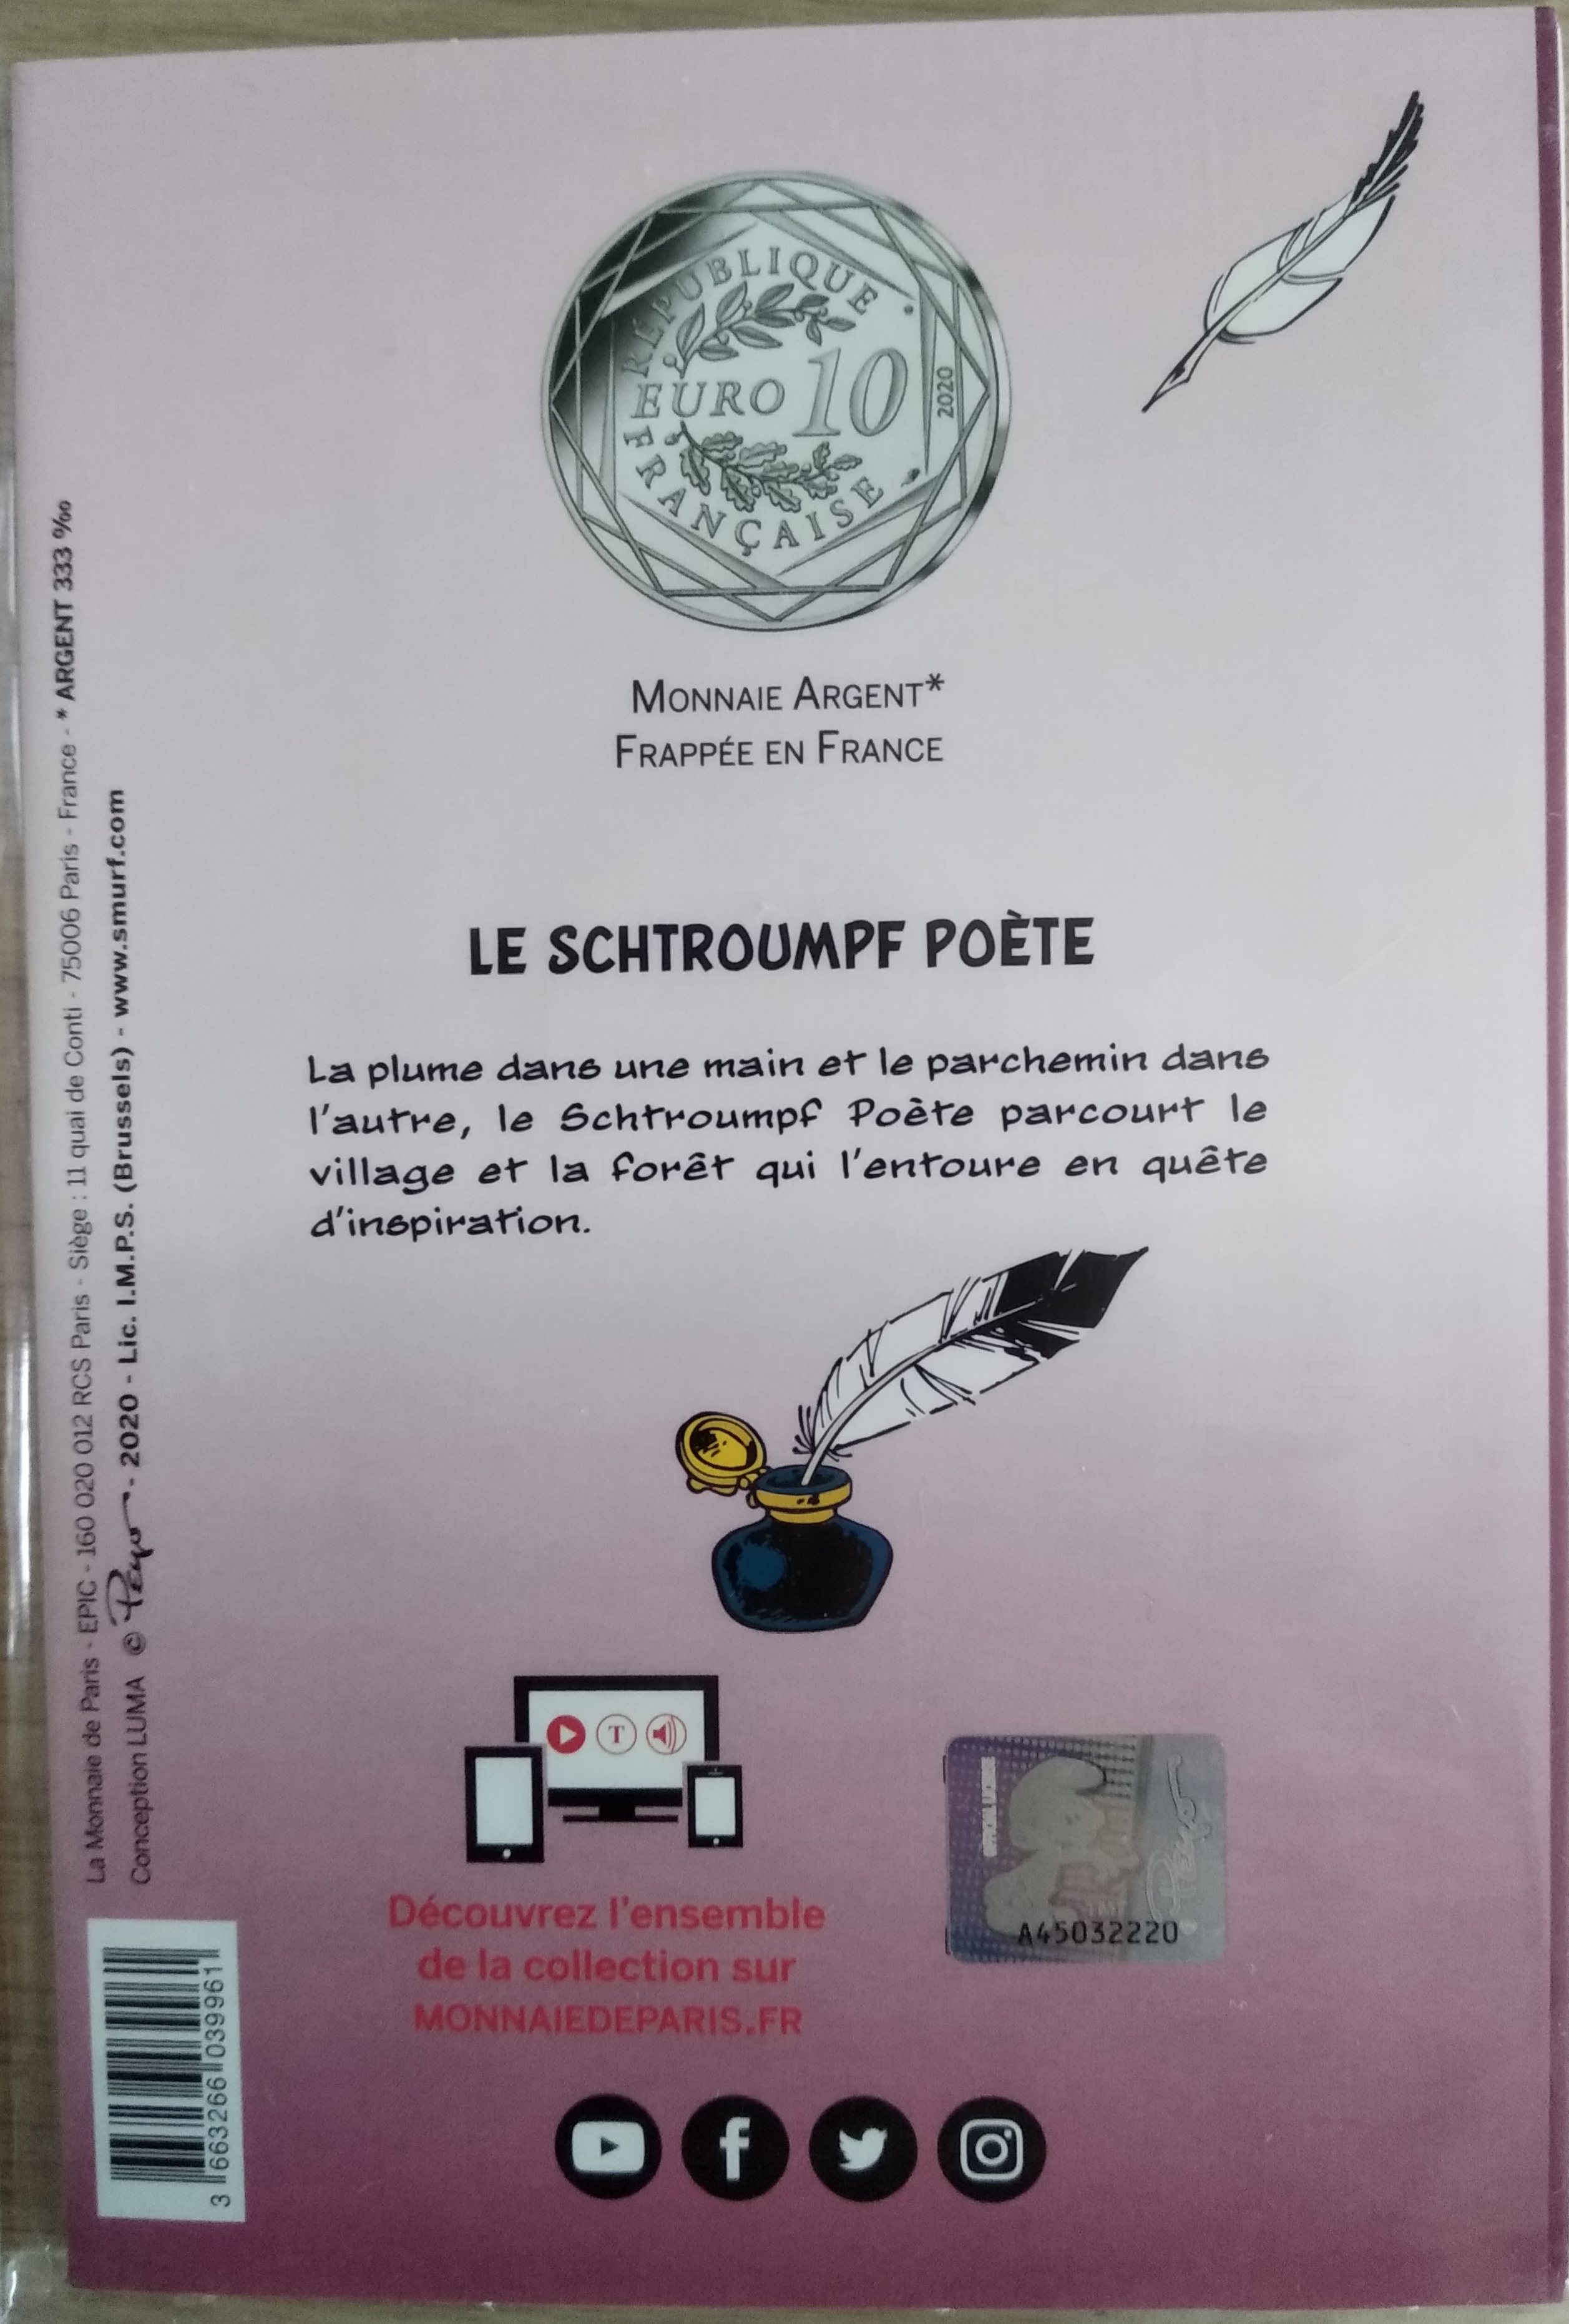 RÉPUBLIQUE
EURO 10
2020
FRANÇAISE
MONNAIE ARGENT*
FRAPPÉE EN FRANCE
LE SCHTROUMPF POÈTE
La plume dans une main et le parchemin dans
l'autre, le Schtroumpf Poète parcourt le
village et la forêt qui l'entoure en quête
d'inspiration.
T
Découvrez l'ensemble
de la collection sur
MONNAIEDEPARIS.FR
Peyo
A45032220
La Monnaie de Paris - EPIC - 160 020 012 RCS Paris - Siège : 11 quai de Conti - 75006 Paris - France - * ARGENT 333 ‰
Conception LUMA © Peyo - 2020 - Lic. I.M.P.S. (Brussels) - www.smurf.com
3 663266 039961